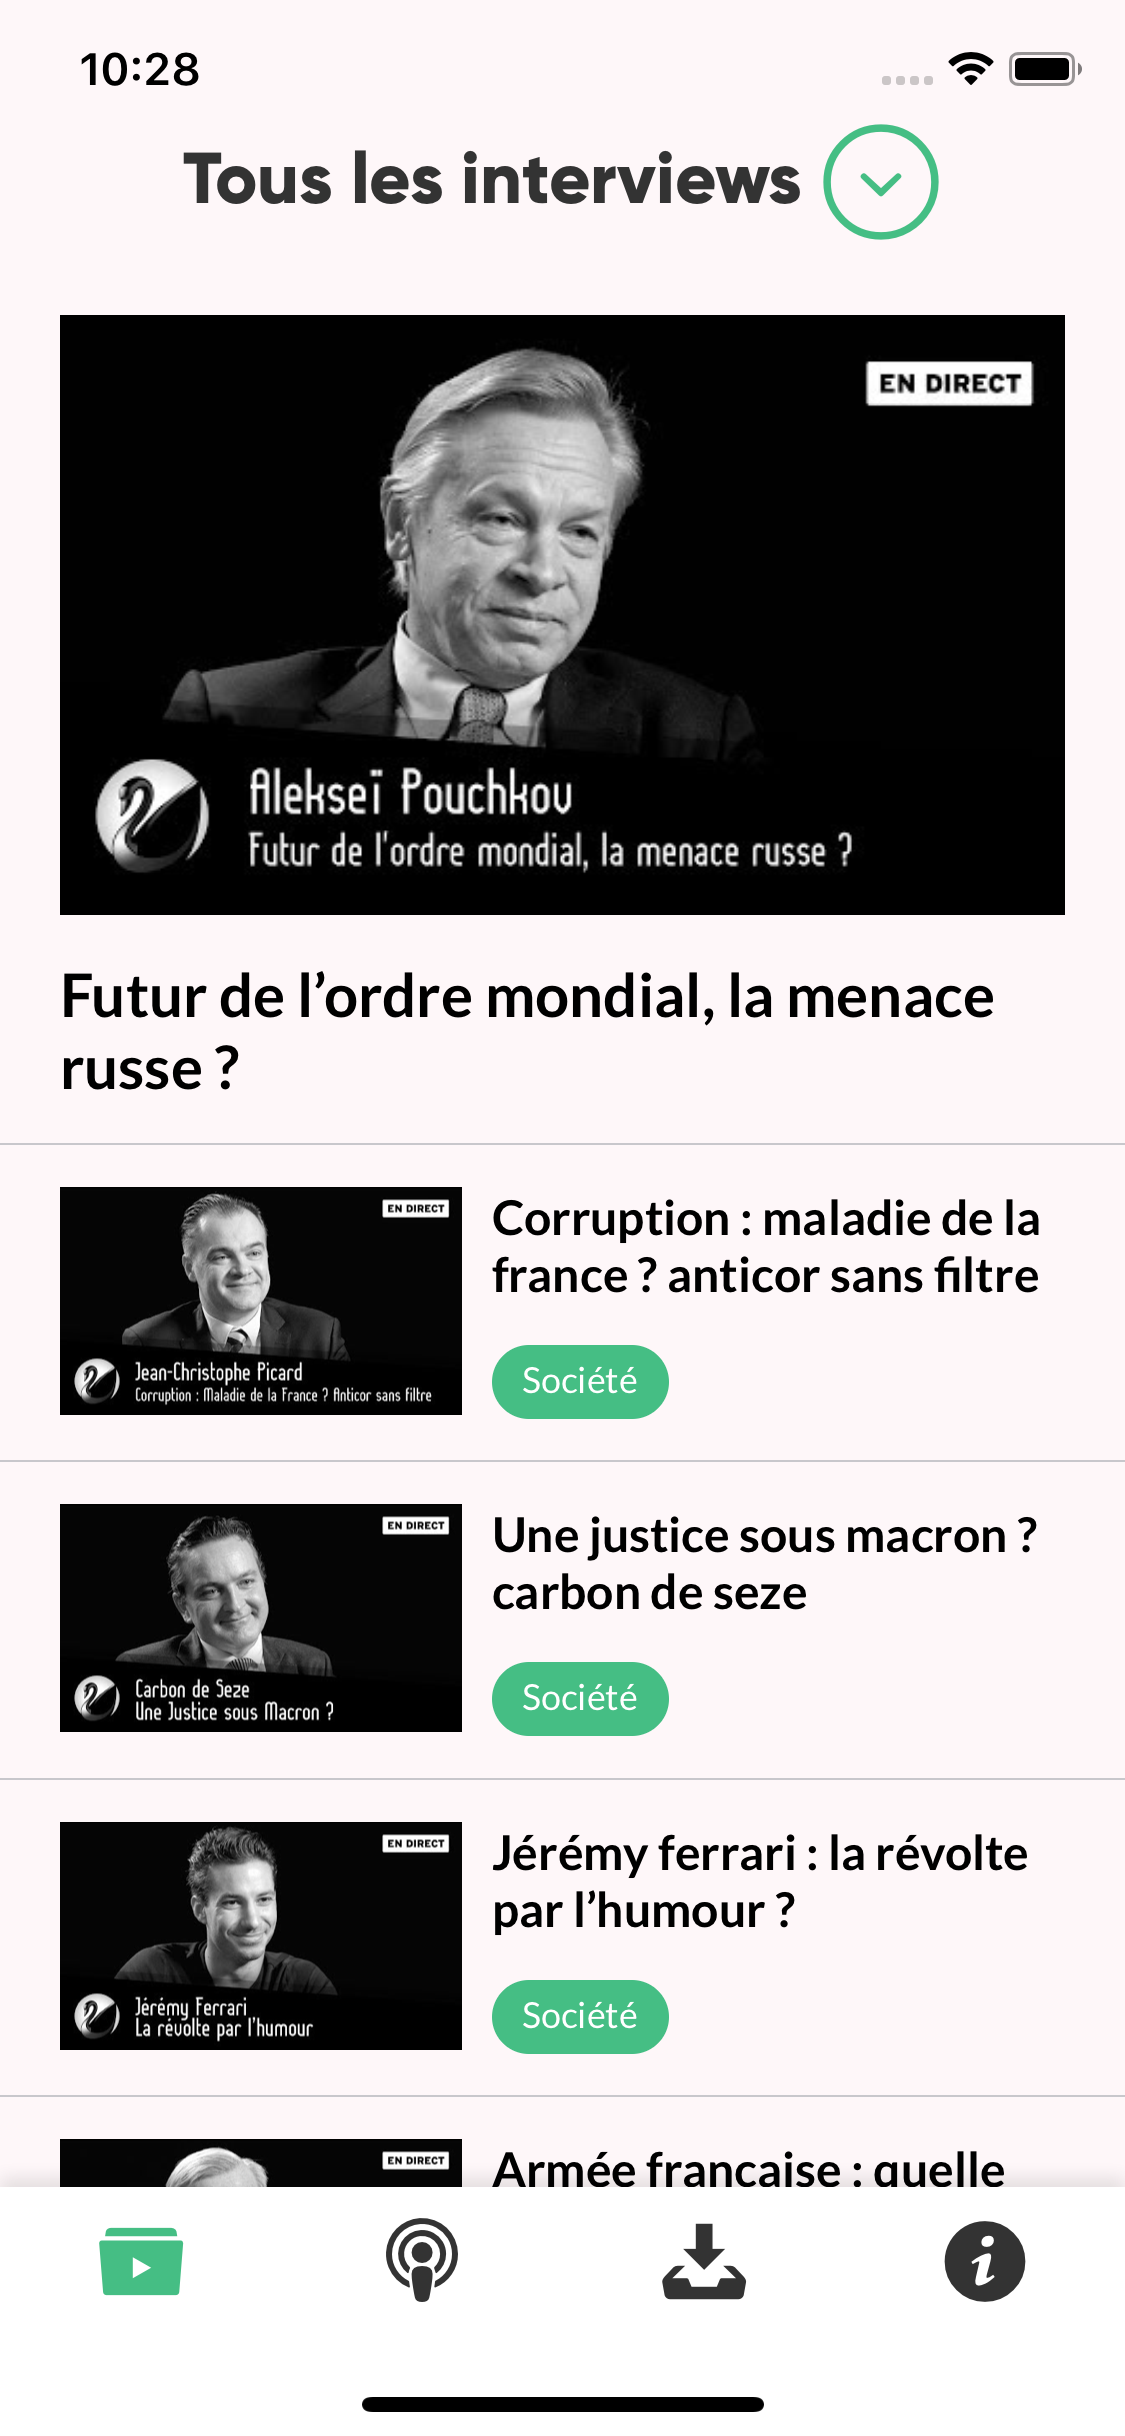 10:28
Tous les interviews
EN DIRECT
Alekseï Pouchkov
Futur de l'ordre mondial, la menace russe ?
Futur de l’ordre mondial, la menace
russe ?
EN DIRECT
Jean-Christophe Picard
Corruption : Maladie de la France ? Anticor sans filtre
Corruption : maladie de la
france ? anticor sans filtre
Société
EN DIRECT
Carbon de Seze
Une Justice sous Macron ?
Une justice sous macron ?
carbon de seze
Société
EN DIRECT
Jérémy Ferrari
La révolte par l'humour
Jérémy ferrari : la révolte
par l’humour ?
Société
EN DIRECT
Armée française : quelle